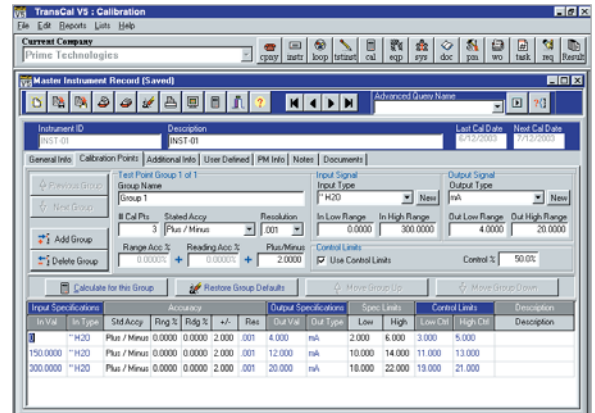 TransCal V5 : Calibration
File Edit Reports Lists Help
Current Company
Prime Technologies
cpny instr loop tstinst cal eqp sys doc pm wo task req Result
Master Instrument Record (Saved)
Advanced Query Name
Instrument ID Description Last Cal Date Next Cal Date
INST-01 INST-01 6/12/2003 7/12/2003
General Info Calibration Points Additional Info User Defined PM Info Notes Documents
Previous Group
Next Group
Add Group
Delete Group
Test Point Group 1 of 1
Group Name
Group 1
# Cal Pts Stated Accy Resolution
3 Plus / Minus .001
Range Acc % Reading Acc % Plus/Minus
0.0000% + 0.0000% + 2.0000
Input Signal
Input Type
"H2O New
In Low Range In High Range
0.0000 300.0000
Output Signal
Output Type
mA New
Out Low Range Out High Range
4.0000 20.0000
Control Limits
Use Control Limits Control % 50.0%
Calculate for this Group Restore Group Defaults Move Group Up Move Group Down
Input Specifications Accuracy Output Specifications Spec Limits Control Limits Description
In Val In Type Std Accy Rng % Rdg % +/- Res Out Val Out Type Low High Low Ctrl High Ctrl Description
0 "H2O Plus / Minus 0.0000 0.0000 2.000 .001 4.000 mA 2.000 6.000 3.000 5.000
150.0000 "H2O Plus / Minus 0.0000 0.0000 2.000 .001 12.000 mA 10.000 14.000 11.000 13.000
300.0000 "H2O Plus / Minus 0.0000 0.0000 2.000 .001 20.000 mA 18.000 22.000 19.000 21.000